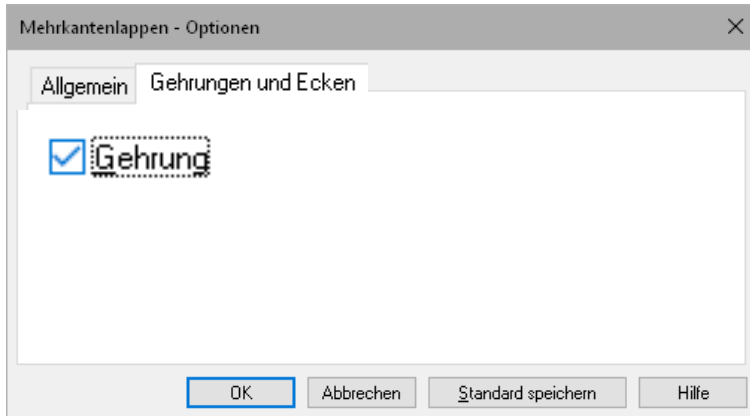 Mehrkantenlappen - Optionen
Allgemein
Gehrungen und Ecken
Gehrung
OK
Abbrechen
Standard speichern
Hilfe